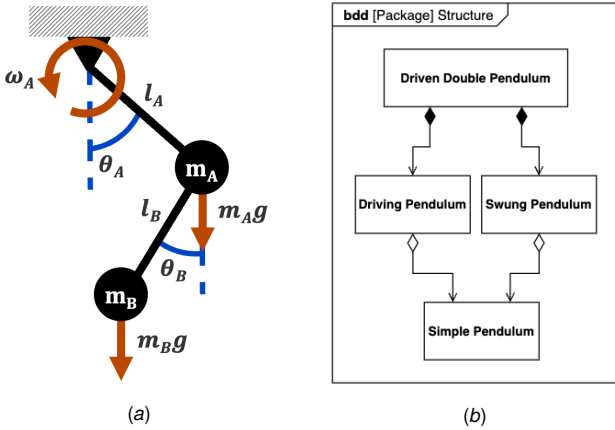 ω_A
l_A
θ_A
m_A
l_B
m_A g
θ_B
m_B
m_B g
(a)
bdd [Package] Structure
Driven Double Pendulum
Driving Pendulum
Swung Pendulum
Simple Pendulum
(b)